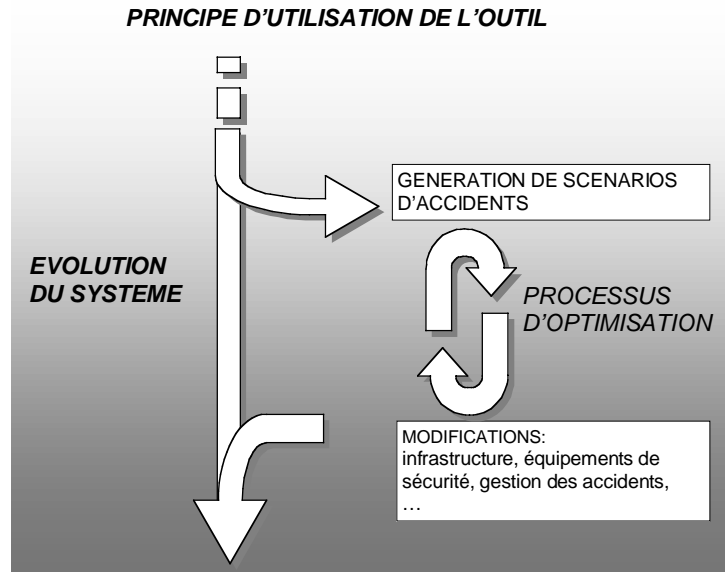 PRINCIPE D'UTILISATION DE L'OUTIL
GENERATION DE SCENARIOS
D'ACCIDENTS
EVOLUTION
DU SYSTEME
PROCESSUS
D'OPTIMISATION
MODIFICATIONS:
infrastructure, équipements de
sécurité, gestion des accidents,
…